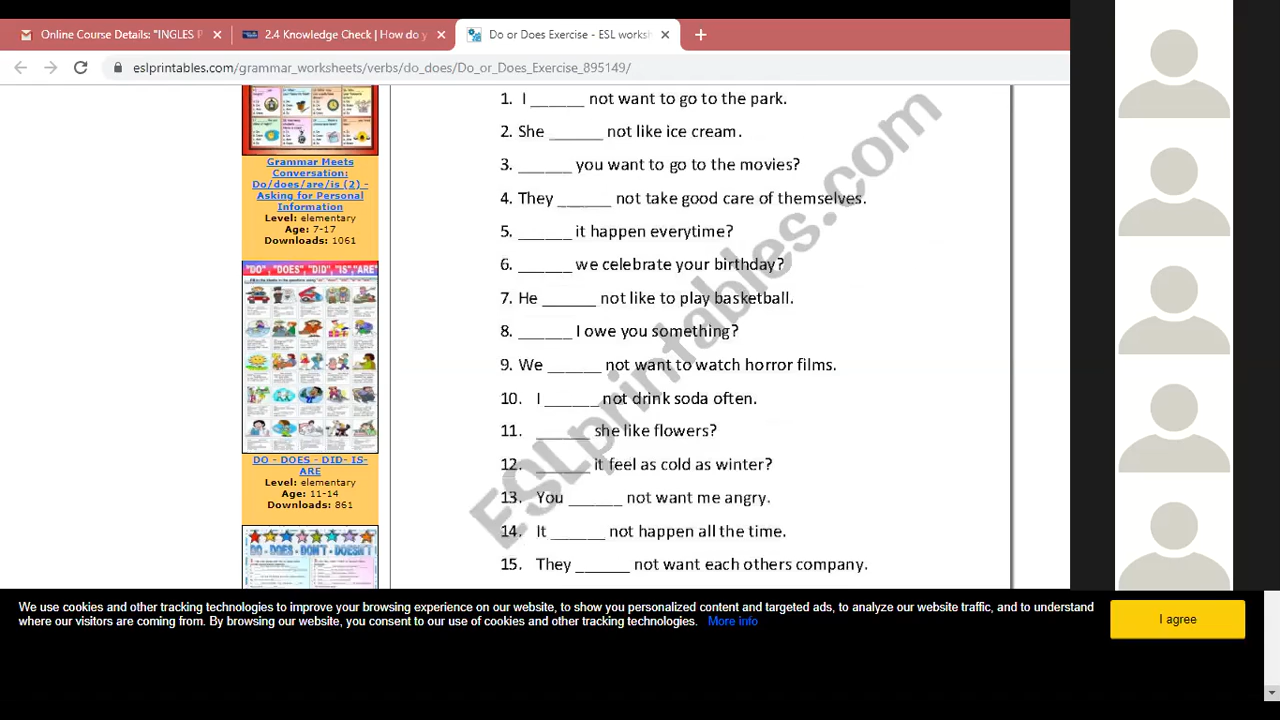 Online Course Details: "INGLES P
2.4 Knowledge Check | How do y
Do or Does Exercise - ESL worksh
eslprintables.com/grammar_worksheets/verbs/do_does/Do_or_Does_Exercise_895149/
Grammar Meets
Conversation:
Do/does/are/is (2) -
Asking for Personal
Information
Level: elementary
Age: 7-17
Downloads: 1061
"DO", "DOES", "DID", "IS","ARE"
DO - DOES - DID- IS-
ARE
Level: elementary
Age: 11-14
Downloads: 861
DO - DOES - DON'T - DOESN'T
1. I ______ not want to go to the park.
2. She ______ not like ice cream.
3. ______ you want to go to the movies?
4. They ______ not take good care of themselves.
5. ______ it happen everytime?
6. ______ we celebrate your birthday?
7. He ______ not like to play basketball.
8. ______ I owe you something?
9. We ______ not want to watch horror films.
10. I ______ not drink soda often.
11. ______ she like flowers?
12. ______ it feel as cold as winter?
13. You ______ not want me angry.
14. It ______ not happen all the time.
15. They ______ not want each others company.
ESLprintables.com
We use cookies and other tracking technologies to improve your browsing experience on our website, to show you personalized content and targeted ads, to analyze our website traffic, and to understand
where our visitors are coming from. By browsing our website, you consent to our use of cookies and other tracking technologies. More info
I agree